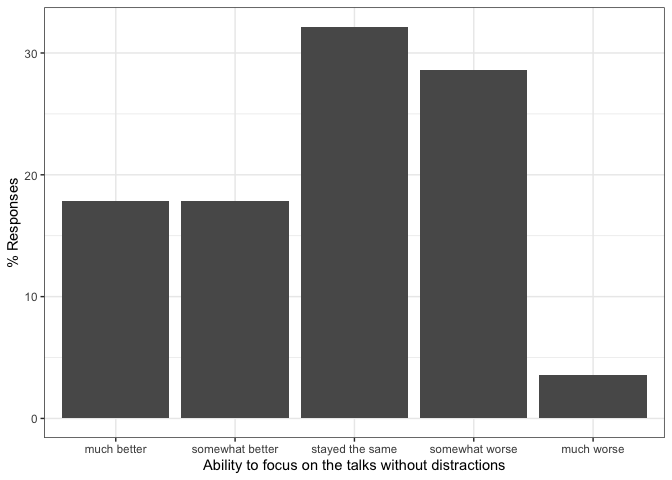 30
20
10
0
% Responses
much better somewhat better stayed the same somewhat worse much worse
Ability to focus on the talks without distractions